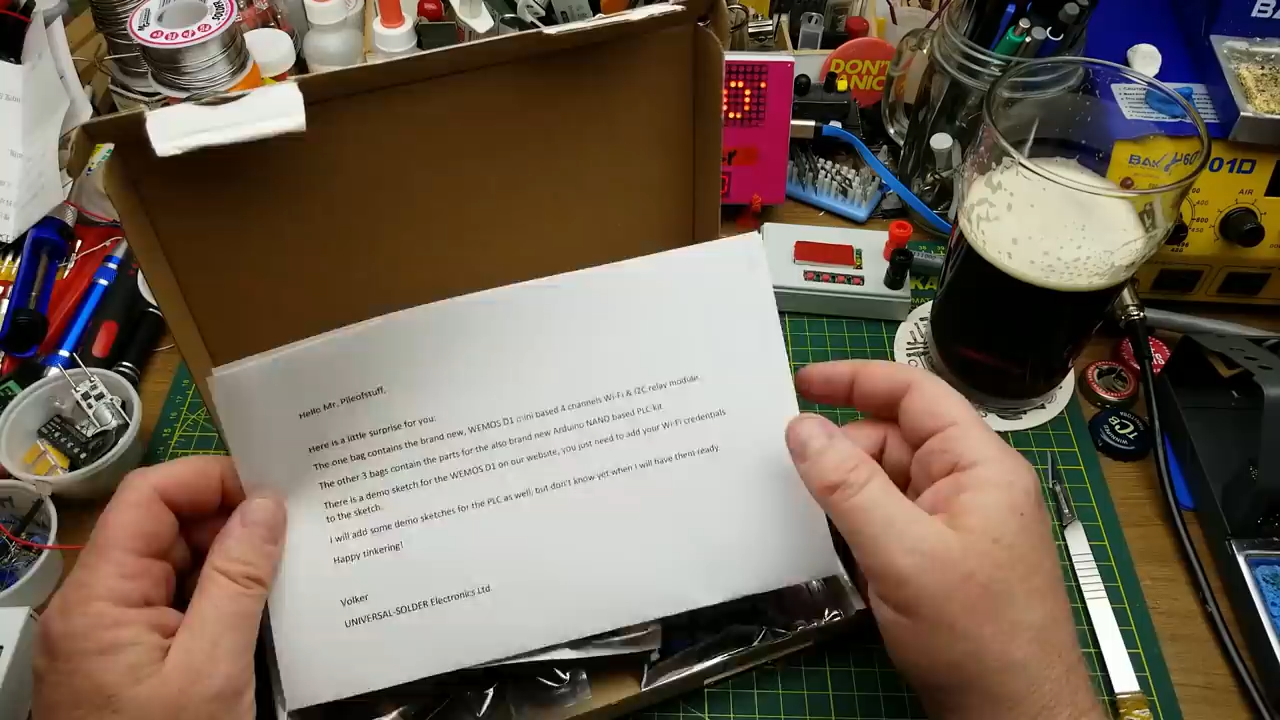 Hello Mr. Pileofstuff,
Here is a little surprise for you:
The one bag contains the brand new, WEMOS D1 mini based 4 channels Wi-Fi & I2C relay module.
The other 3 bags contain the parts for the also brand new Arduino NANO based PLC kit
There is a demo sketch for the WEMOS D1 on our website, you just need to add your Wi-Fi credentials
to the sketch.
I will add some demo sketches for the PLC as well, but don't know yet when I will have them ready
Happy tinkering!
Volker
UNIVERSAL-SOLDER Electronics Ltd
DON'T
BAK
01D
AIR
TCB